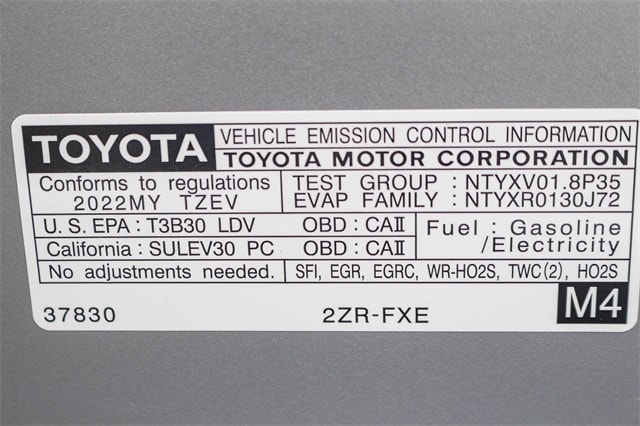 TOYOTA VEHICLE EMISSION CONTROL INFORMATION
TOYOTA MOTOR CORPORATION
Conforms to regulations
2022MY TZEV
TEST GROUP : NTYXV01.8P35
EVAP FAMILY : NTYXR0130J72
U.S. EPA : T3B30 LDV OBD : CAⅡ
California : SULEV30 PC OBD : CAⅡ
Fuel : Gasoline
/Electricity
No adjustments needed. SFI, EGR, EGRC, WR-HO2S, TWC(2), HO2S
37830 2ZR-FXE M4